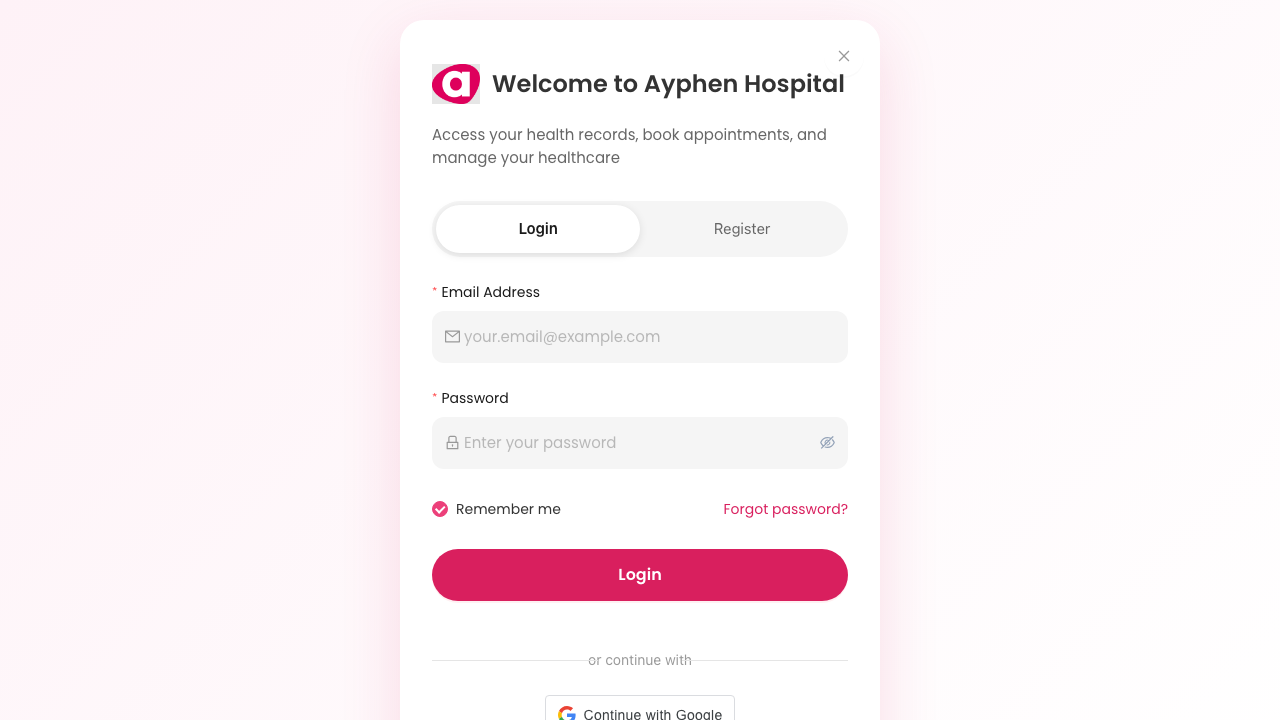 Welcome to Ayphen Hospital
Access your health records, book appointments, and
manage your healthcare
Login
Register
* Email Address
your.email@example.com
* Password
Enter your password
Remember me
Forgot password?
Login
or continue with
Continue with Google